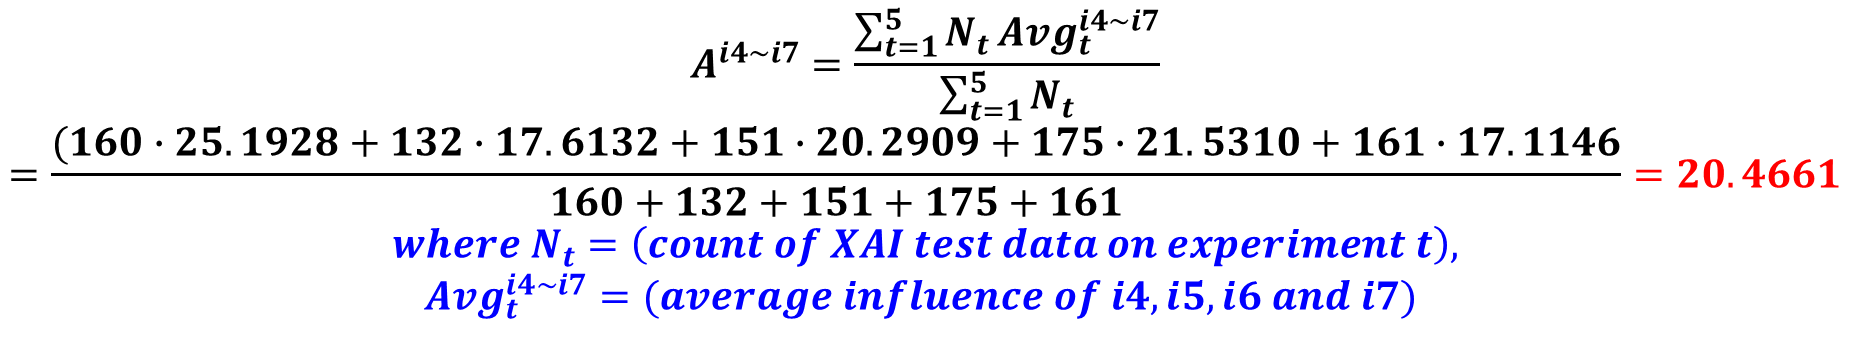 A^{i4~i7} = \frac{∑_{t=1}^{5} N_t Avg_t^{i4~i7}}{∑_{t=1}^{5} N_t}
= \frac{(160 · 25.1928 + 132 · 17.6132 + 151 · 20.2909 + 175 · 21.5310 + 161 · 17.1146}{160 + 132 + 151 + 175 + 161} = 20.4661
where N_t = (count of XAI test data on experiment t),
Avg_t^{i4~i7} = (average influence of i4, i5, i6 and i7)